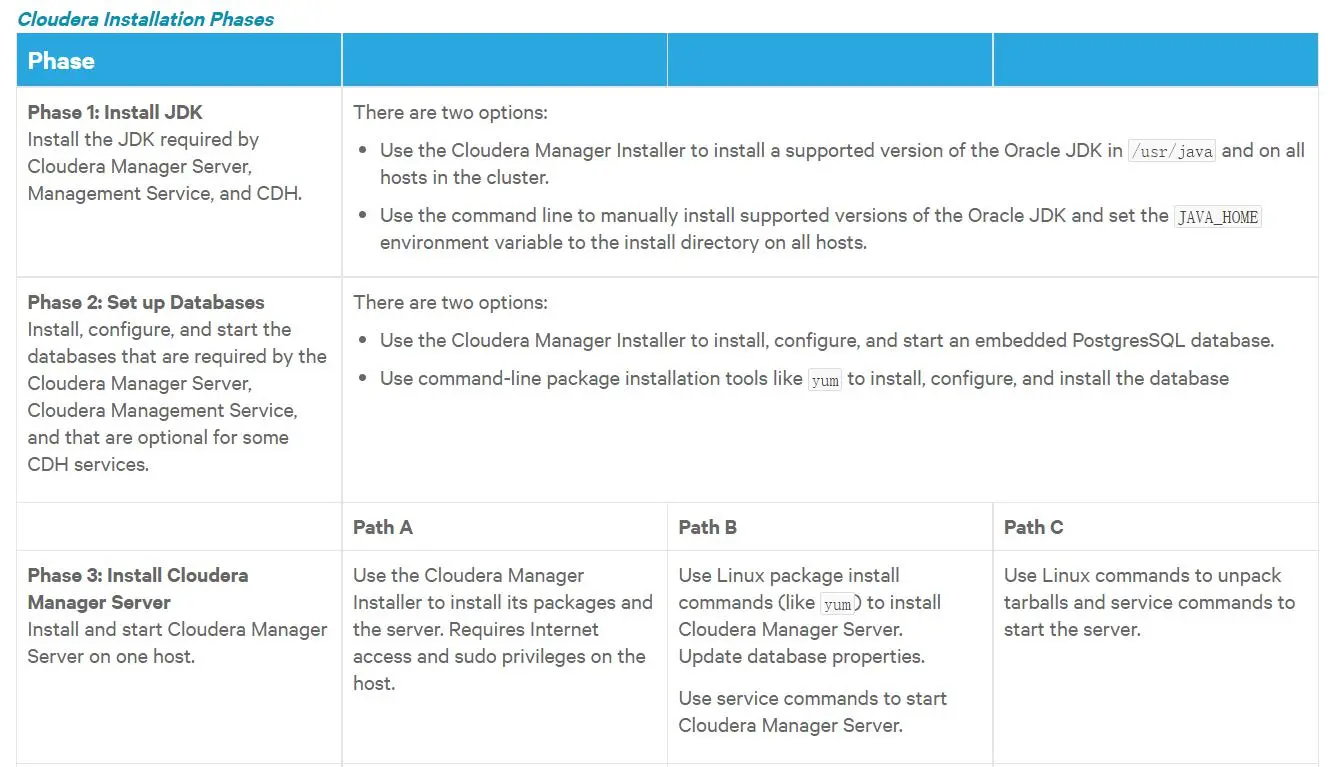 Cloudera Installation Phases
Phase
Phase 1: Install JDK
Install the JDK required by
Cloudera Manager Server,
Management Service, and CDH.
There are two options:
• Use the Cloudera Manager Installer to install a supported version of the Oracle JDK in /usr/java and on all
hosts in the cluster.
• Use the command line to manually install supported versions of the Oracle JDK and set the JAVA_HOME
environment variable to the install directory on all hosts.
Phase 2: Set up Databases
Install, configure, and start the
databases that are required by the
Cloudera Manager Server,
Cloudera Management Service,
and that are optional for some
CDH services.
There are two options:
• Use the Cloudera Manager Installer to install, configure, and start an embedded PostgresSQL database.
• Use command-line package installation tools like yum to install, configure, and install the database
Path A
Path B
Path C
Phase 3: Install Cloudera
Manager Server
Install and start Cloudera Manager
Server on one host.
Use the Cloudera Manager
Installer to install its packages and
the server. Requires Internet
access and sudo privileges on the
host.
Use Linux package install
commands (like yum) to install
Cloudera Manager Server.
Update database properties.
Use service commands to start
Cloudera Manager Server.
Use Linux commands to unpack
tarballs and service commands to
start the server.